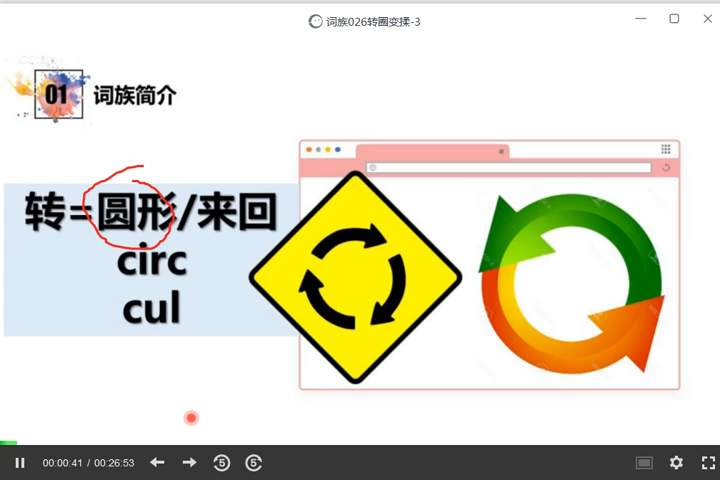 词族026转圈变揉-3
01 词族简介
转=圆形/来回
circ
cul
00:00:41 / 00:26:53
5
5